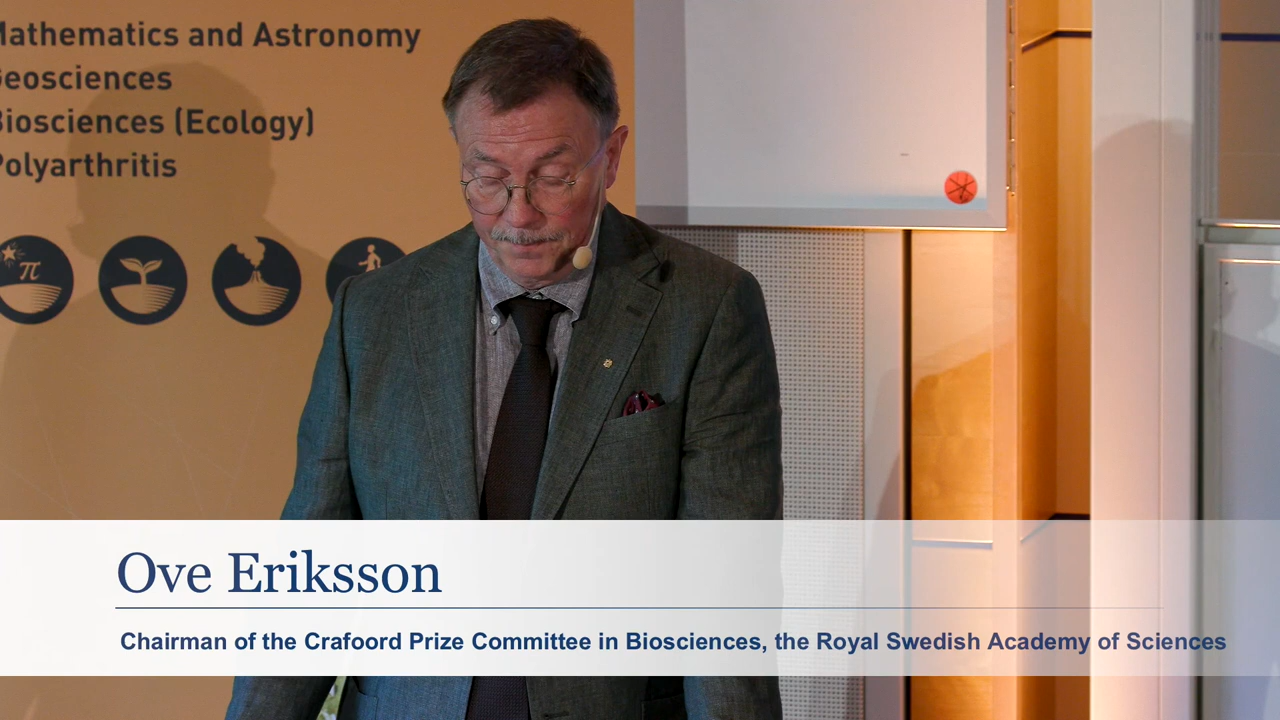 Mathematics and Astronomy
Geosciences
Biosciences (Ecology)
Polyarthritis
π
Ove Eriksson
Chairman of the Crafoord Prize Committee in Biosciences, the Royal Swedish Academy of Sciences